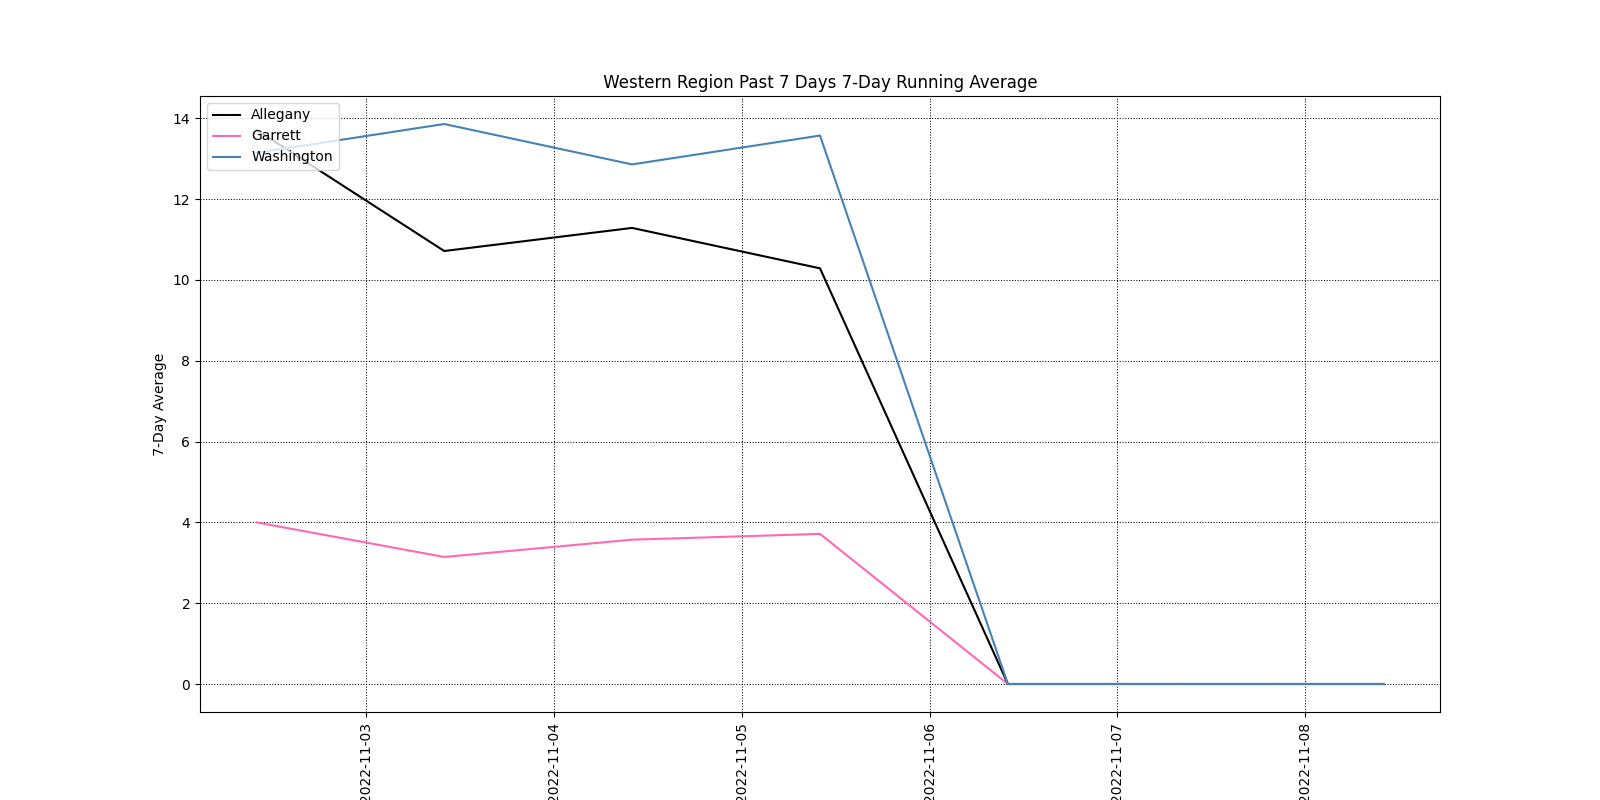 Western Region Past 7 Days 7-Day Running Average
Allegany
Garrett
Washington
14
12
10
8
6
4
2
0
7-Day Average
2022-11-03
2022-11-04
2022-11-05
2022-11-06
2022-11-07
2022-11-08